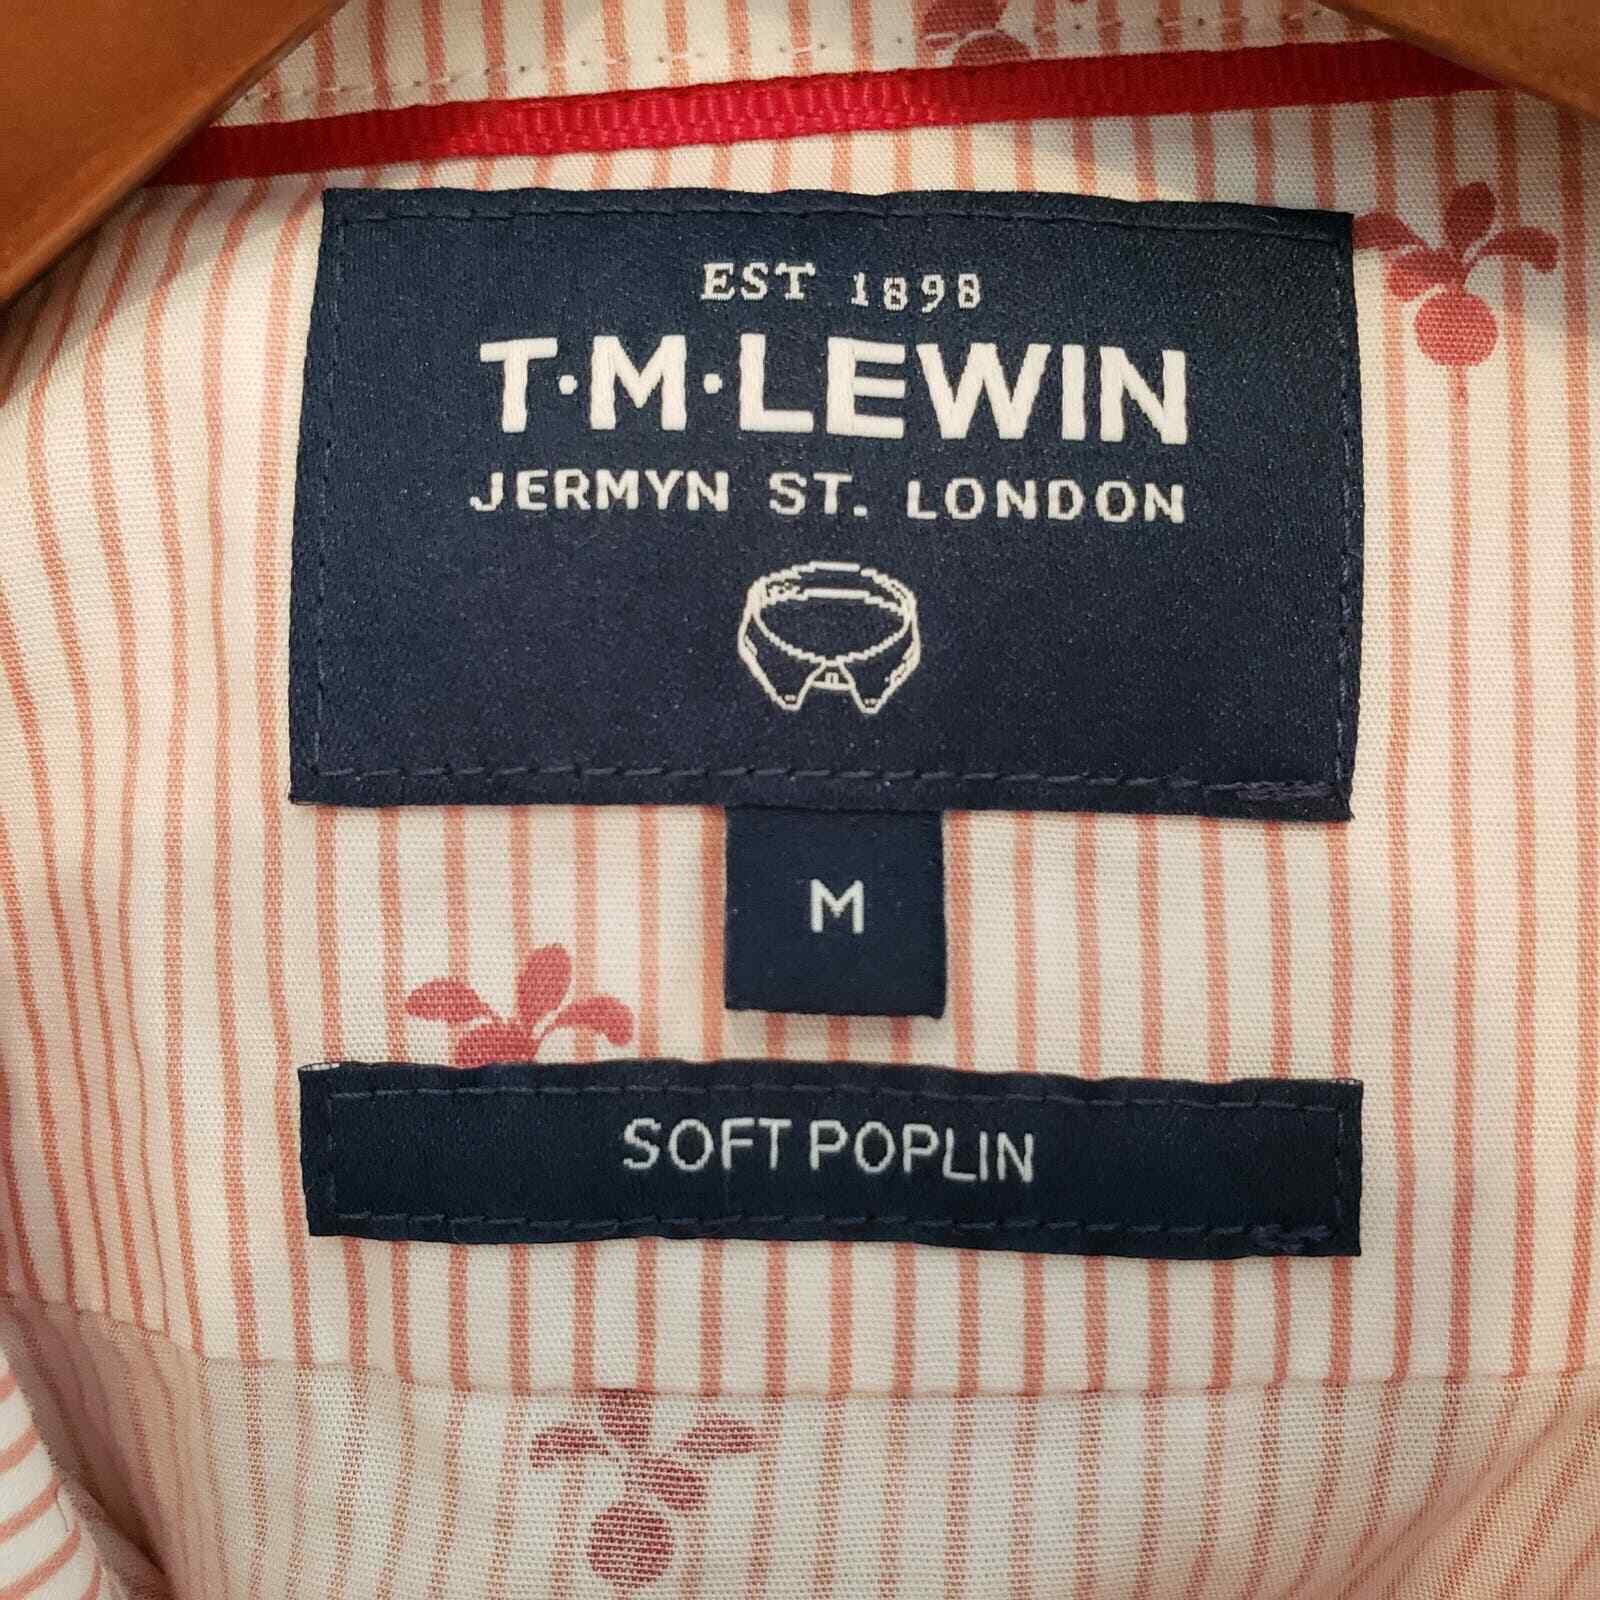 EST 1898
T·M·LEWIN
JERMYN ST. LONDON
M
SOFT POPLIN